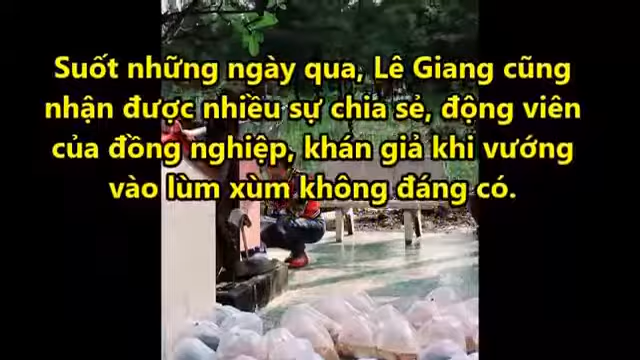 Suốt những ngày qua, Lê Giang cũng
nhận được nhiều sự chia sẻ, động viên
của đồng nghiệp, khán giả khi vướng
vào lùm xùm không đáng có.